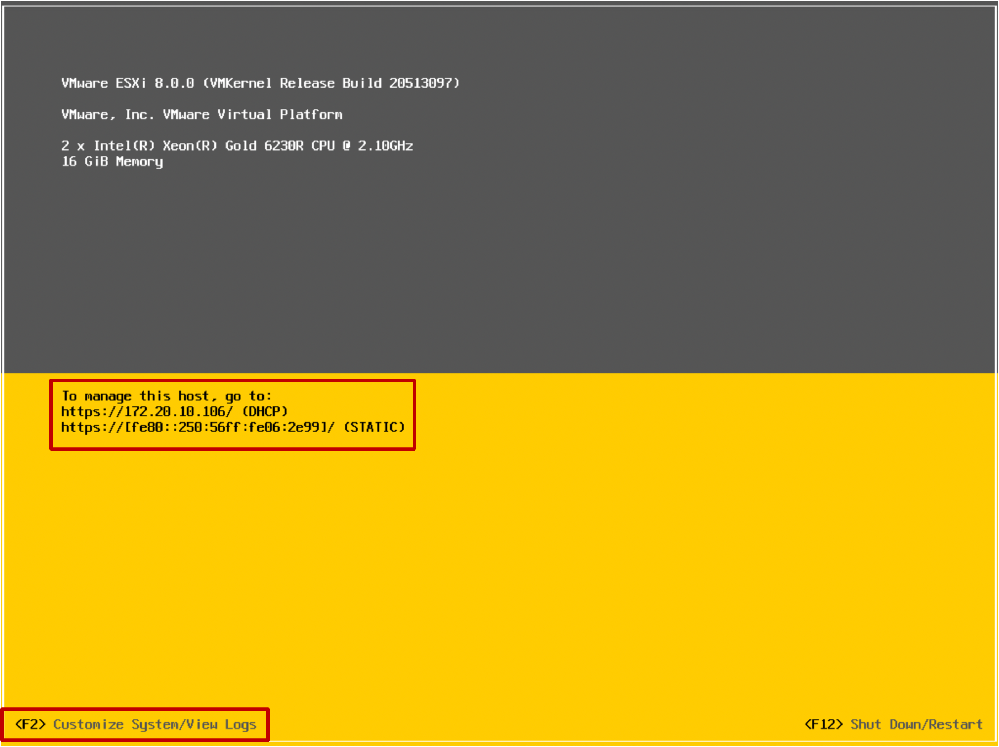 VMware ESXi 8.0.0 (VMKernel Release Build 20513097)
VMware, Inc. VMware Virtual Platform
2 x Intel(R) Xeon(R) Gold 6230R CPU @ 2.10GHz
16 GiB Memory
To manage this host, go to:
https://172.20.10.106/ (DHCP)
https://[fe80::250:56ff:fe06:2e99]/ (STATIC)
<F2> Customize System/View Logs
<F12> Shut Down/Restart